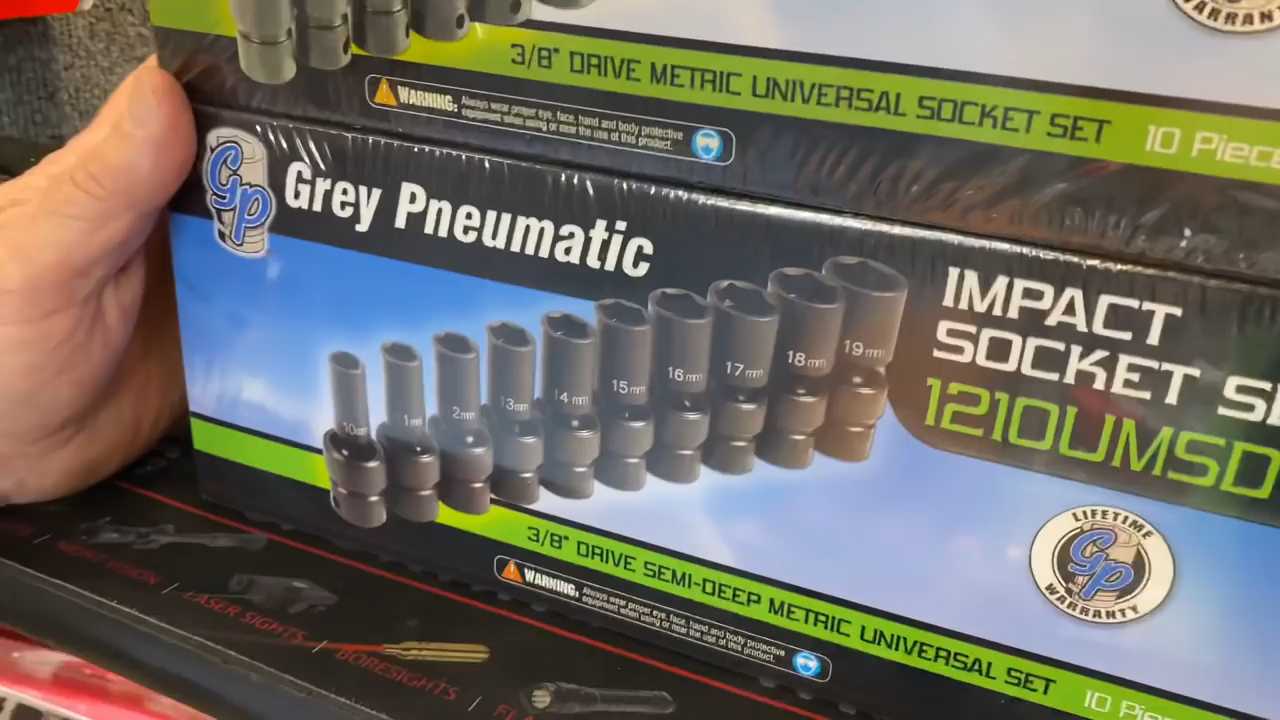 WARRANTY
3/8" DRIVE METRIC UNIVERSAL SOCKET SET 10 Piece
WARNING: Always wear proper eye, face, hand and body protective
equipment when using or near the use of this product.
GP
Grey Pneumatic
IMPACT
SOCKET S
1210UMSD
10mm
1mm
2mm
13mm
14mm
15mm
16mm
17mm
18mm
19mm
LIFETIME
GP
WARRANTY
3/8" DRIVE SEMI-DEEP METRIC UNIVERSAL SET 10 Pie
WARNING: Always wear proper eye, face, hand and body protective
equipment when using or near the use of this product.
NIGHT VISION / LASER SIGHTS / BORESIGHTS / FLA